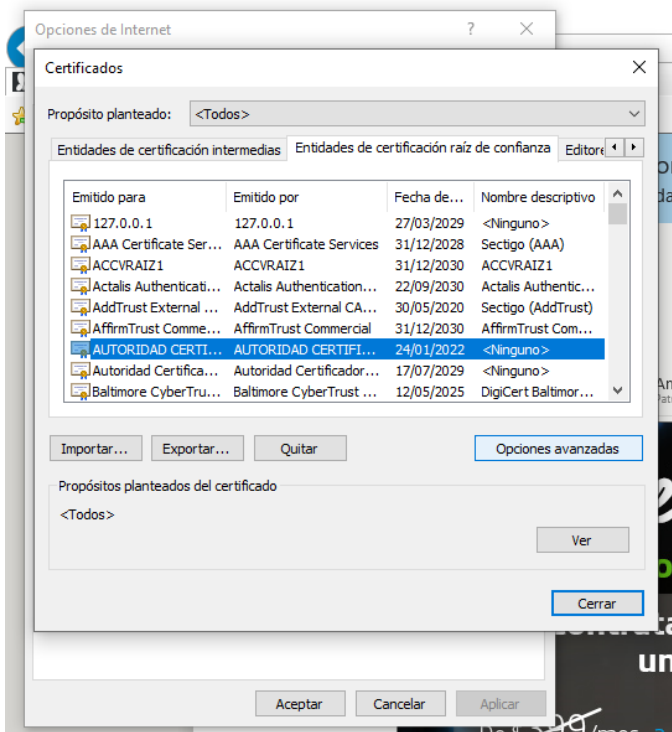 Opciones de Internet
Certificados
Propósito planteado: <Todos>
Entidades de certificación intermedias Entidades de certificación raíz de confianza Editore
Emitido para Emitido por Fecha de... Nombre descriptivo
127.0.0.1 127.0.0.1 27/03/2029 <Ninguno>
AAA Certificate Ser... AAA Certificate Services 31/12/2028 Sectigo (AAA)
ACCVRAIZ1 ACCVRAIZ1 31/12/2030 ACCVRAIZ1
Actalis Authenticati... Actalis Authentication... 22/09/2030 Actalis Authentic...
AddTrust External ... AddTrust External CA... 30/05/2020 Sectigo (AddTrust)
AffirmTrust Comme... AffirmTrust Commercial 31/12/2030 AffirmTrust Com...
AUTORIDAD CERTI... AUTORIDAD CERTIFI... 24/01/2022 <Ninguno>
Autoridad Certifica... Autoridad Certificador... 17/07/2029 <Ninguno>
Baltimore CyberTru... Baltimore CyberTrust ... 12/05/2025 DigiCert Baltimor...
Importar... Exportar... Quitar Opciones avanzadas
Propósitos planteados del certificado
<Todos>
Ver
Cerrar
un
Aceptar Cancelar Aplicar